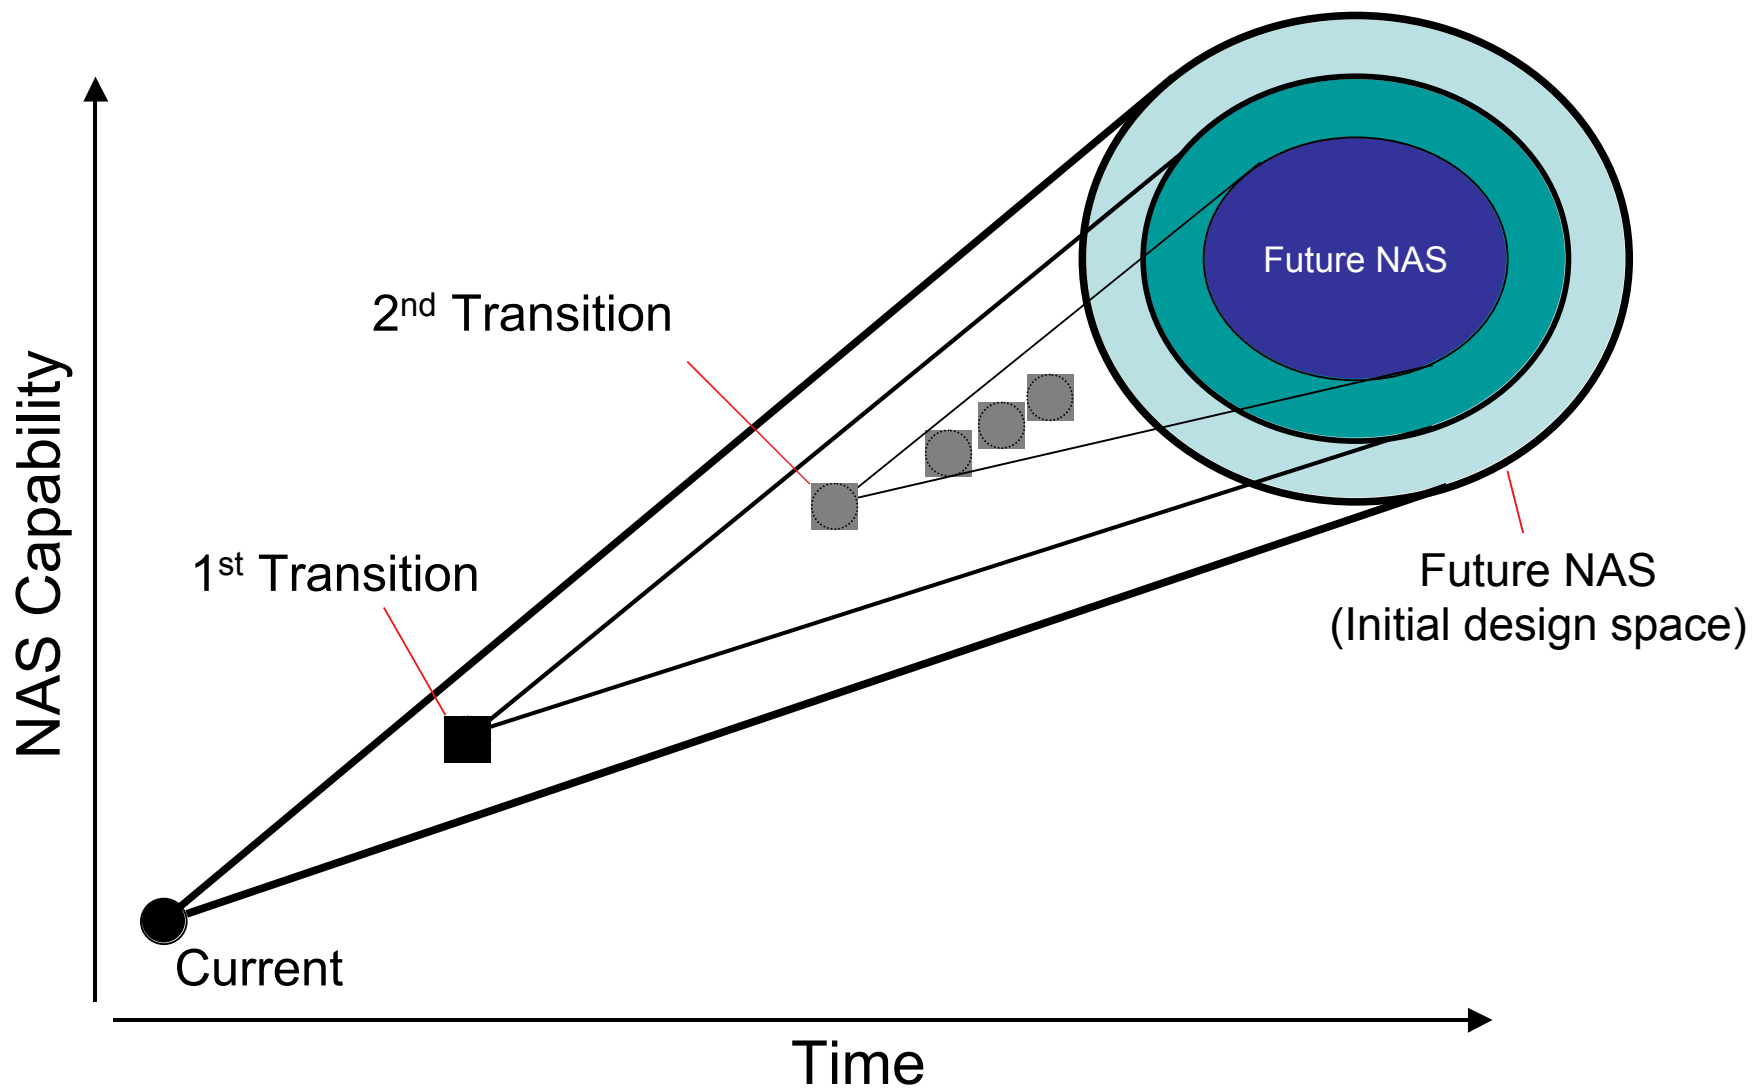 2nd Transition
Future NAS
1st Transition
Future NAS
(Initial design space)
NAS Capability
Current
Time